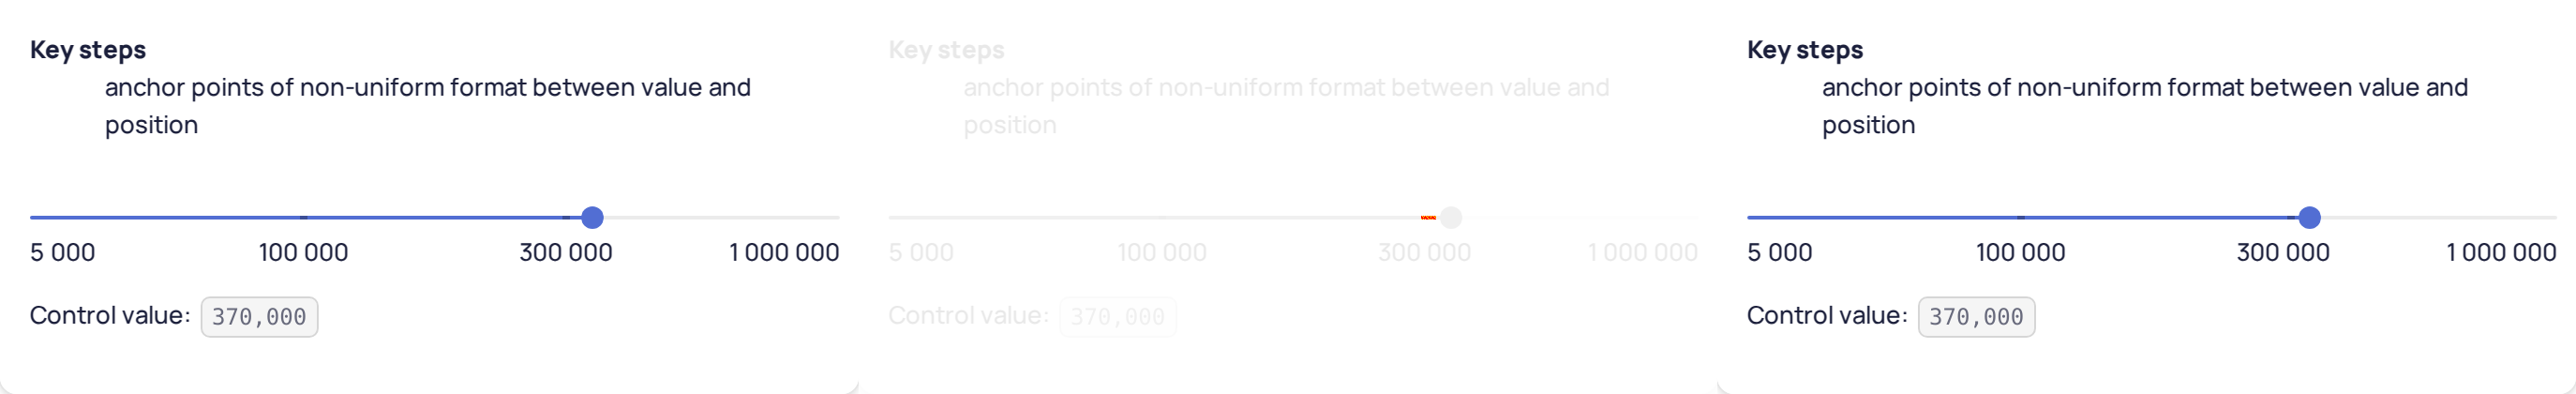 Key steps
anchor points of non-uniform format between value and
position
5 000 100 000 300 000 1 000 000
Control value: 370,000
Key steps
anchor points of non-uniform format between value and
position
5 000 100 000 300 000 1 000 000
Control value: 370,000
Key steps
anchor points of non-uniform format between value and
position
5 000 100 000 300 000 1 000 000
Control value: 370,000